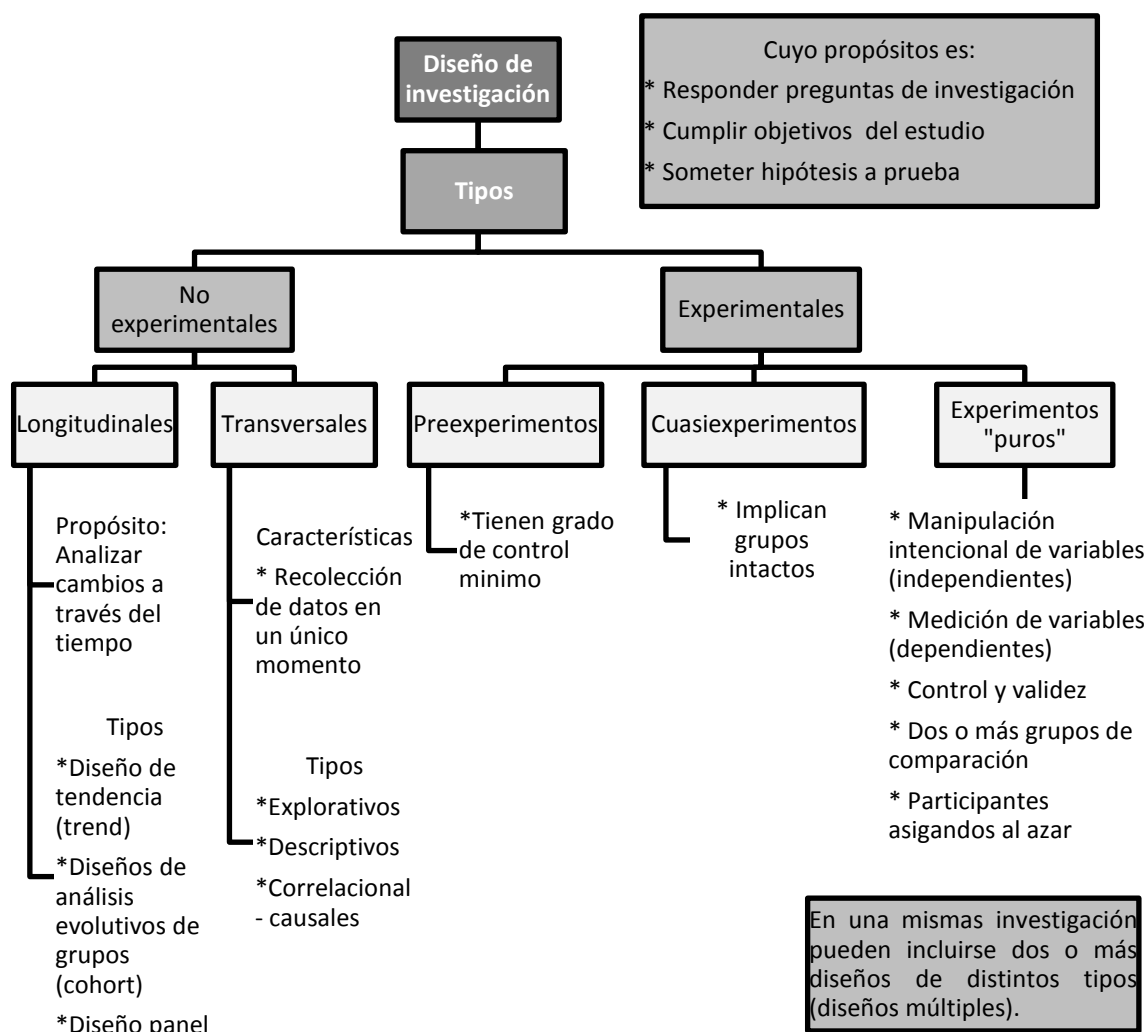 Diseño de
investigación
Cuyo propósitos es:
* Responder preguntas de investigación
* Cumplir objetivos del estudio
* Someter hipótesis a prueba
Tipos
No
experimentales
Experimentales
Longitudinales
Transversales
Preexperimentos
Cuasiexperimentos
Experimentos
"puros"
Propósito:
Analizar
cambios a
través del
tiempo
Tipos
*Diseño de
tendencia
(trend)
*Diseños de
análisis
evolutivos de
grupos
(cohort)
*Diseño panel
Características
* Recolección
de datos en
un único
momento
Tipos
*Explorativos
*Descriptivos
*Correlacional
- causales
*Tienen grado
de control
minimo
* Implican
grupos
intactos
* Manipulación
intencional de variables
(independientes)
* Medición de variables
(dependientes)
* Control y validez
* Dos o más grupos de
comparación
* Participantes
asigandos al azar
En una mismas investigación
pueden incluirse dos o más
diseños de distintos tipos
(diseños múltiples).